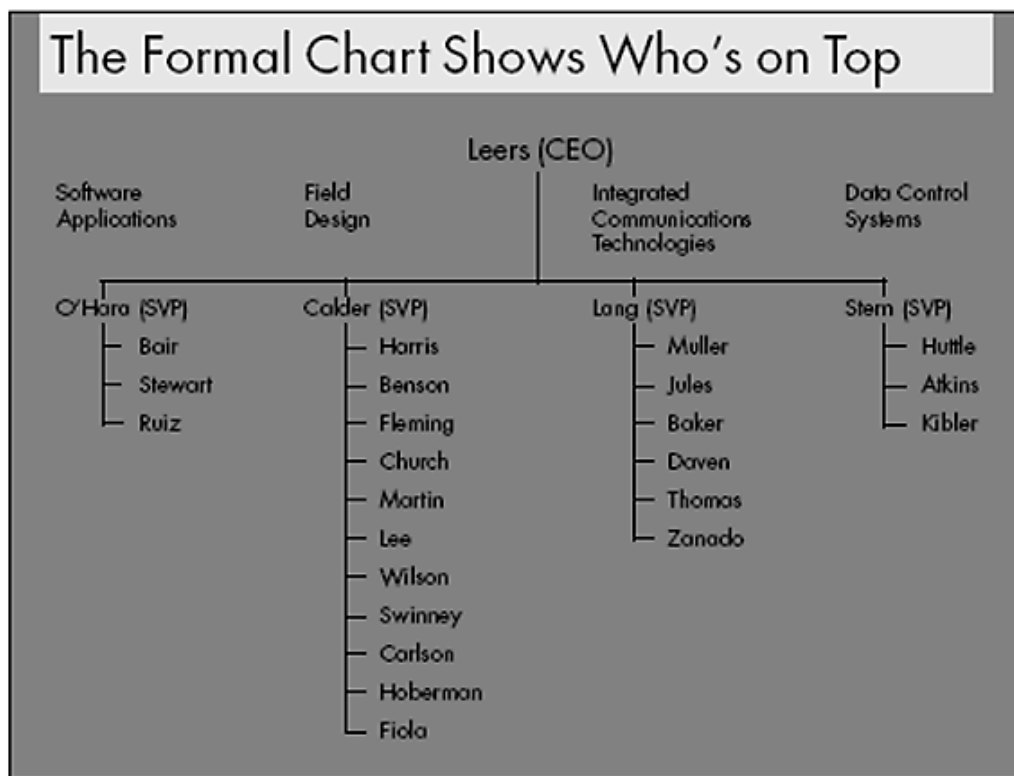 The Formal Chart Shows Who's on Top
Leers (CEO)
Software
Applications
Field
Design
Integrated
Communications
Technologies
Data Control
Systems
O'Hara (SVP)
Bair
Stewart
Ruiz
Calder (SVP)
Harris
Benson
Fleming
Church
Martin
Lee
Wilson
Swinney
Carlson
Hoberman
Fiola
Lang (SVP)
Muller
Jules
Baker
Daven
Thomas
Zanado
Stern (SVP)
Huttle
Atkins
Kibler